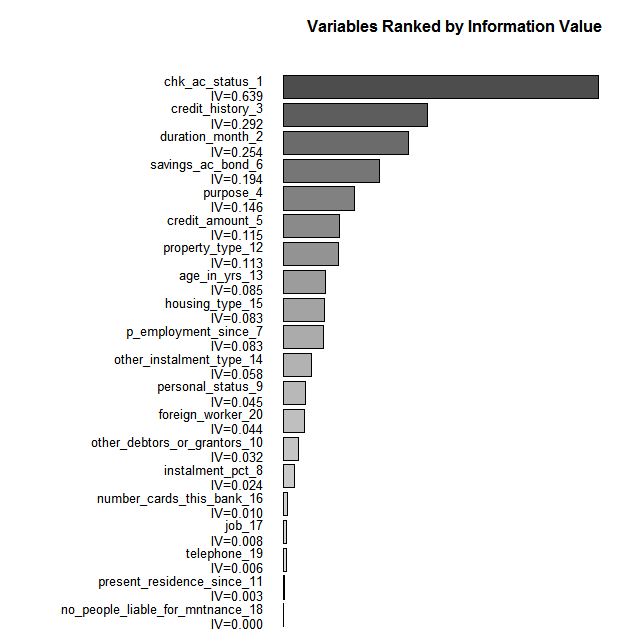 Variables Ranked by Information Value
chk_ac_status_1
IV=0.639
credit_history_3
IV=0.292
duration_month_2
IV=0.254
savings_ac_bond_6
IV=0.194
purpose_4
IV=0.146
credit_amount_5
IV=0.115
property_type_12
IV=0.113
age_in_yrs_13
IV=0.085
housing_type_15
IV=0.083
p_employment_since_7
IV=0.083
other_instalment_type_14
IV=0.058
personal_status_9
IV=0.045
foreign_worker_20
IV=0.044
other_debtors_or_grantors_10
IV=0.032
instalment_pct_8
IV=0.024
number_cards_this_bank_16
IV=0.010
job_17
IV=0.008
telephone_19
IV=0.006
present_residence_since_11
IV=0.003
no_people_liable_for_mntnance_18
IV=0.000